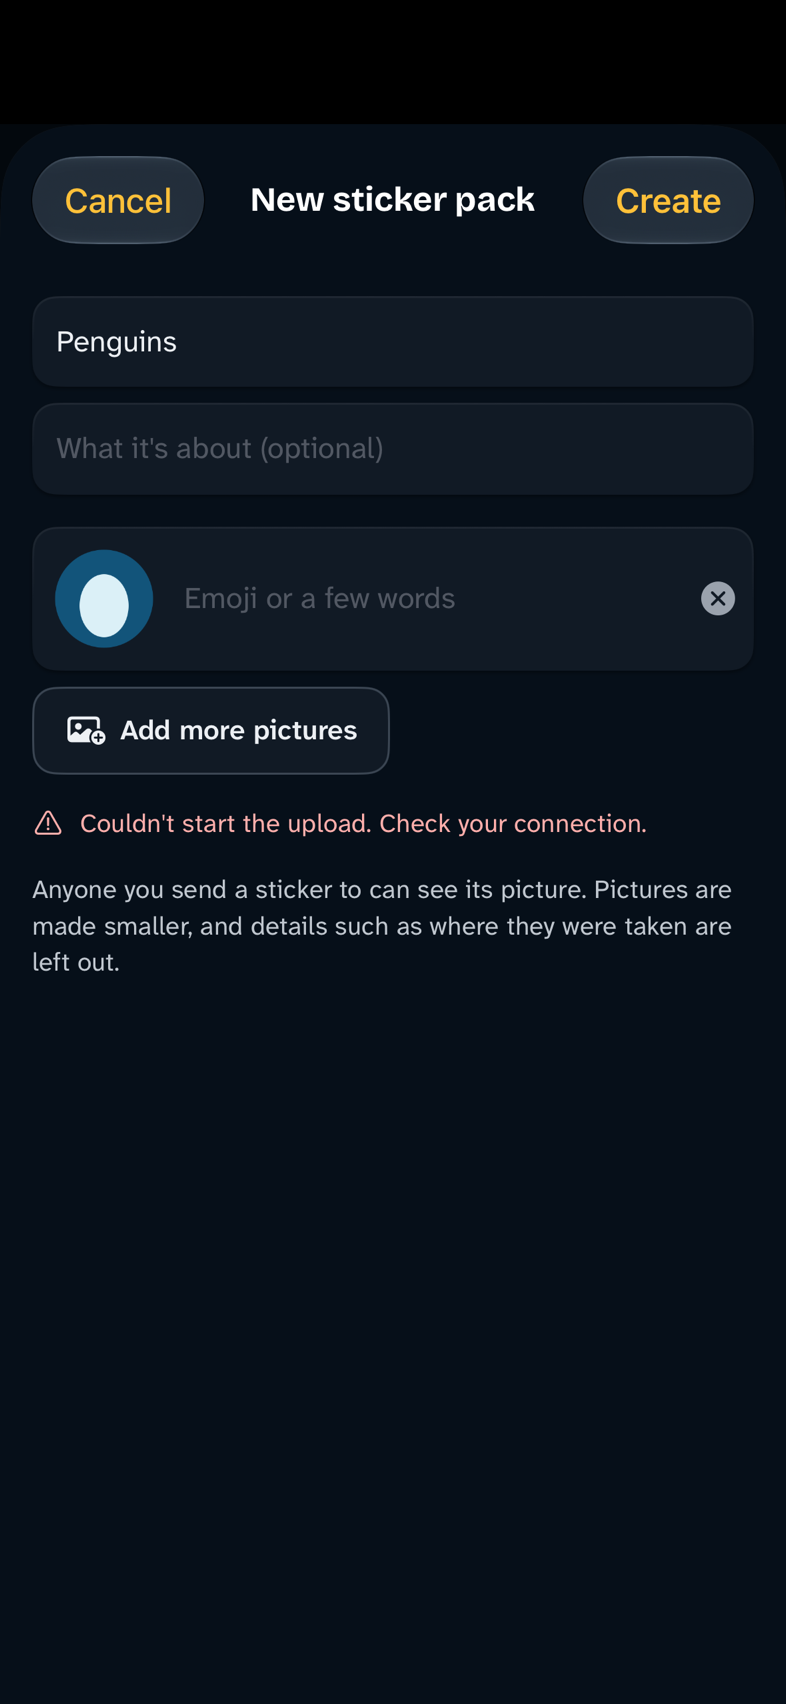 Cancel
New sticker pack
Create
Penguins
What it's about (optional)
Emoji or a few words
Add more pictures
Couldn't start the upload. Check your connection.
Anyone you send a sticker to can see its picture. Pictures are
made smaller, and details such as where they were taken are
left out.